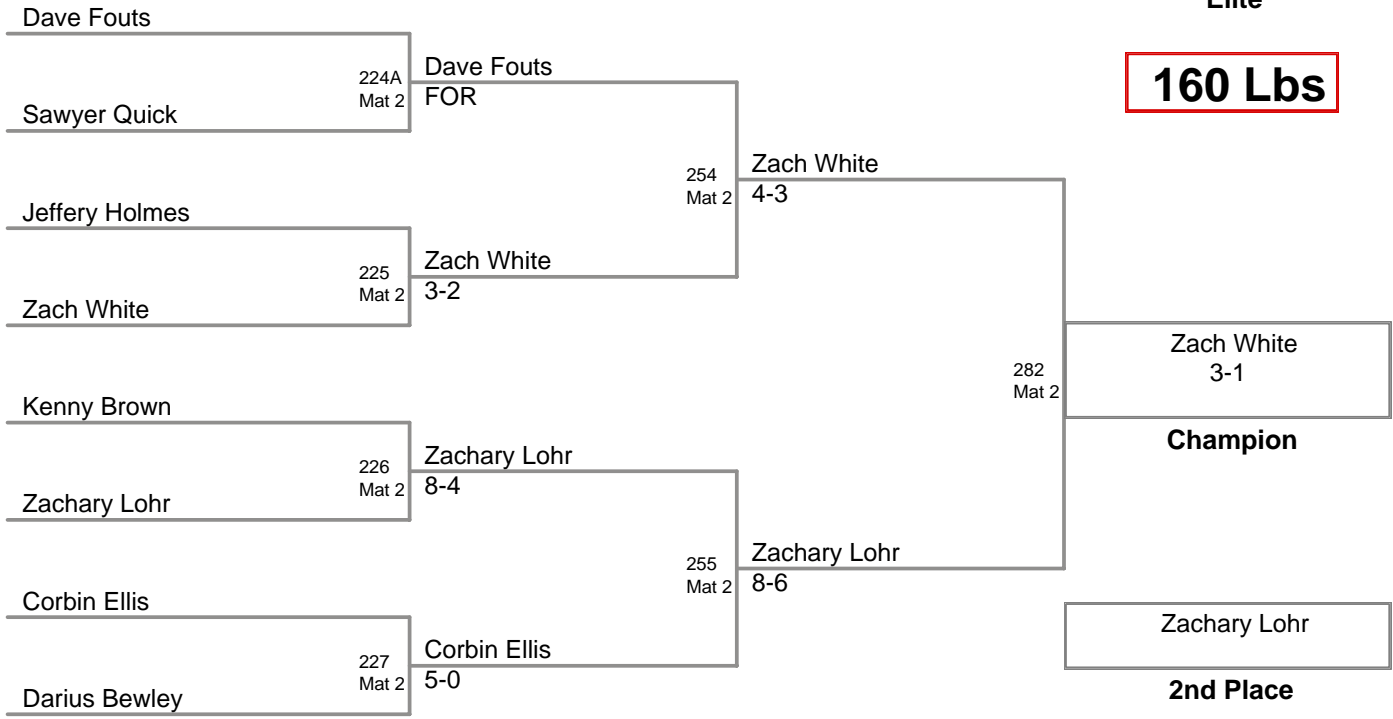 Elite
Dave Fouts
160 Lbs
224A
Mat 2
Dave Fouts
FOR
Sawyer Quick
254
Mat 2
Zach White
4-3
Jeffery Holmes
225
Mat 2
Zach White
3-2
Zach White
282
Mat 2
Zach White
3-1
Champion
Kenny Brown
226
Mat 2
Zachary Lohr
8-4
Zachary Lohr
255
Mat 2
Zachary Lohr
8-6
Corbin Ellis
Zachary Lohr
2nd Place
227
Mat 2
Corbin Ellis
5-0
Darius Bewley